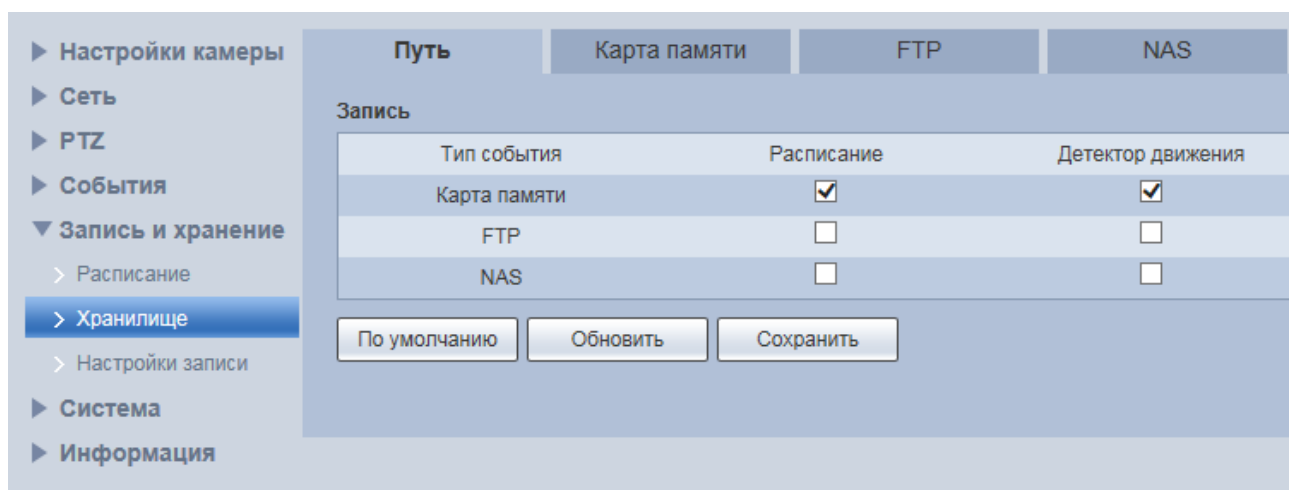 Настройки камеры
Сеть
PTZ
События
Запись и хранение
Расписание
Хранилище
Настройки записи
Система
Информация
Путь Карта памяти FTP NAS
Запись
Тип события Расписание Детектор движения
Карта памяти
FTP
NAS
По умолчанию Обновить Сохранить